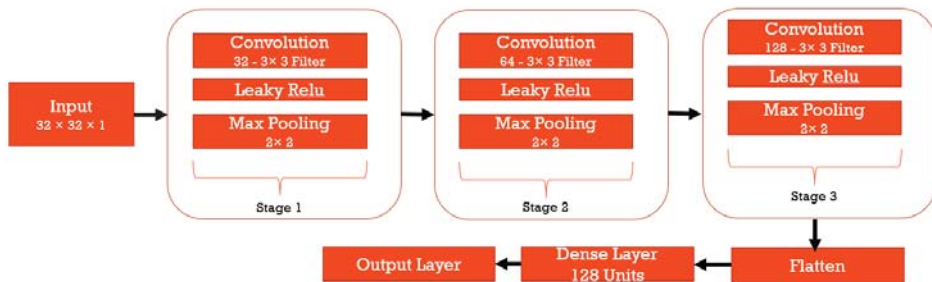 Input
32 × 32 × 1
Convolution
32 - 3× 3 Filter
Leaky Relu
Max Pooling
2× 2
Stage 1
Convolution
64 - 3× 3 Filter
Leaky Relu
Max Pooling
2× 2
Stage 2
Convolution
128 - 3× 3 Filter
Leaky Relu
Max Pooling
2× 2
Stage 3
Flatten
Dense Layer
128 Units
Output Layer